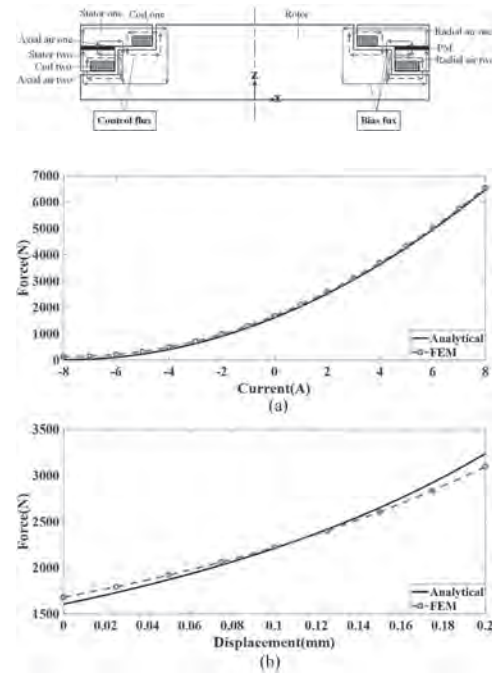 Stator one Coil one Rotor Radial air one
Axial air one
Stator two PM
Coil two Radial air two
Axial air two
Z
X
Control flux Bias flux
7000
6000
5000
4000
3000
2000
1000
0
Force(N)
Analytical
FEM
-8 -6 -4 -2 0 2 4 6 8
Current(A)
(a)
3500
3000
2500
2000
1500
Force(N)
Analytical
FEM
0 0.02 0.04 0.06 0.08 0.1 0.12 0.14 0.16 0.18 0.2
Displacement(mm)
(b)